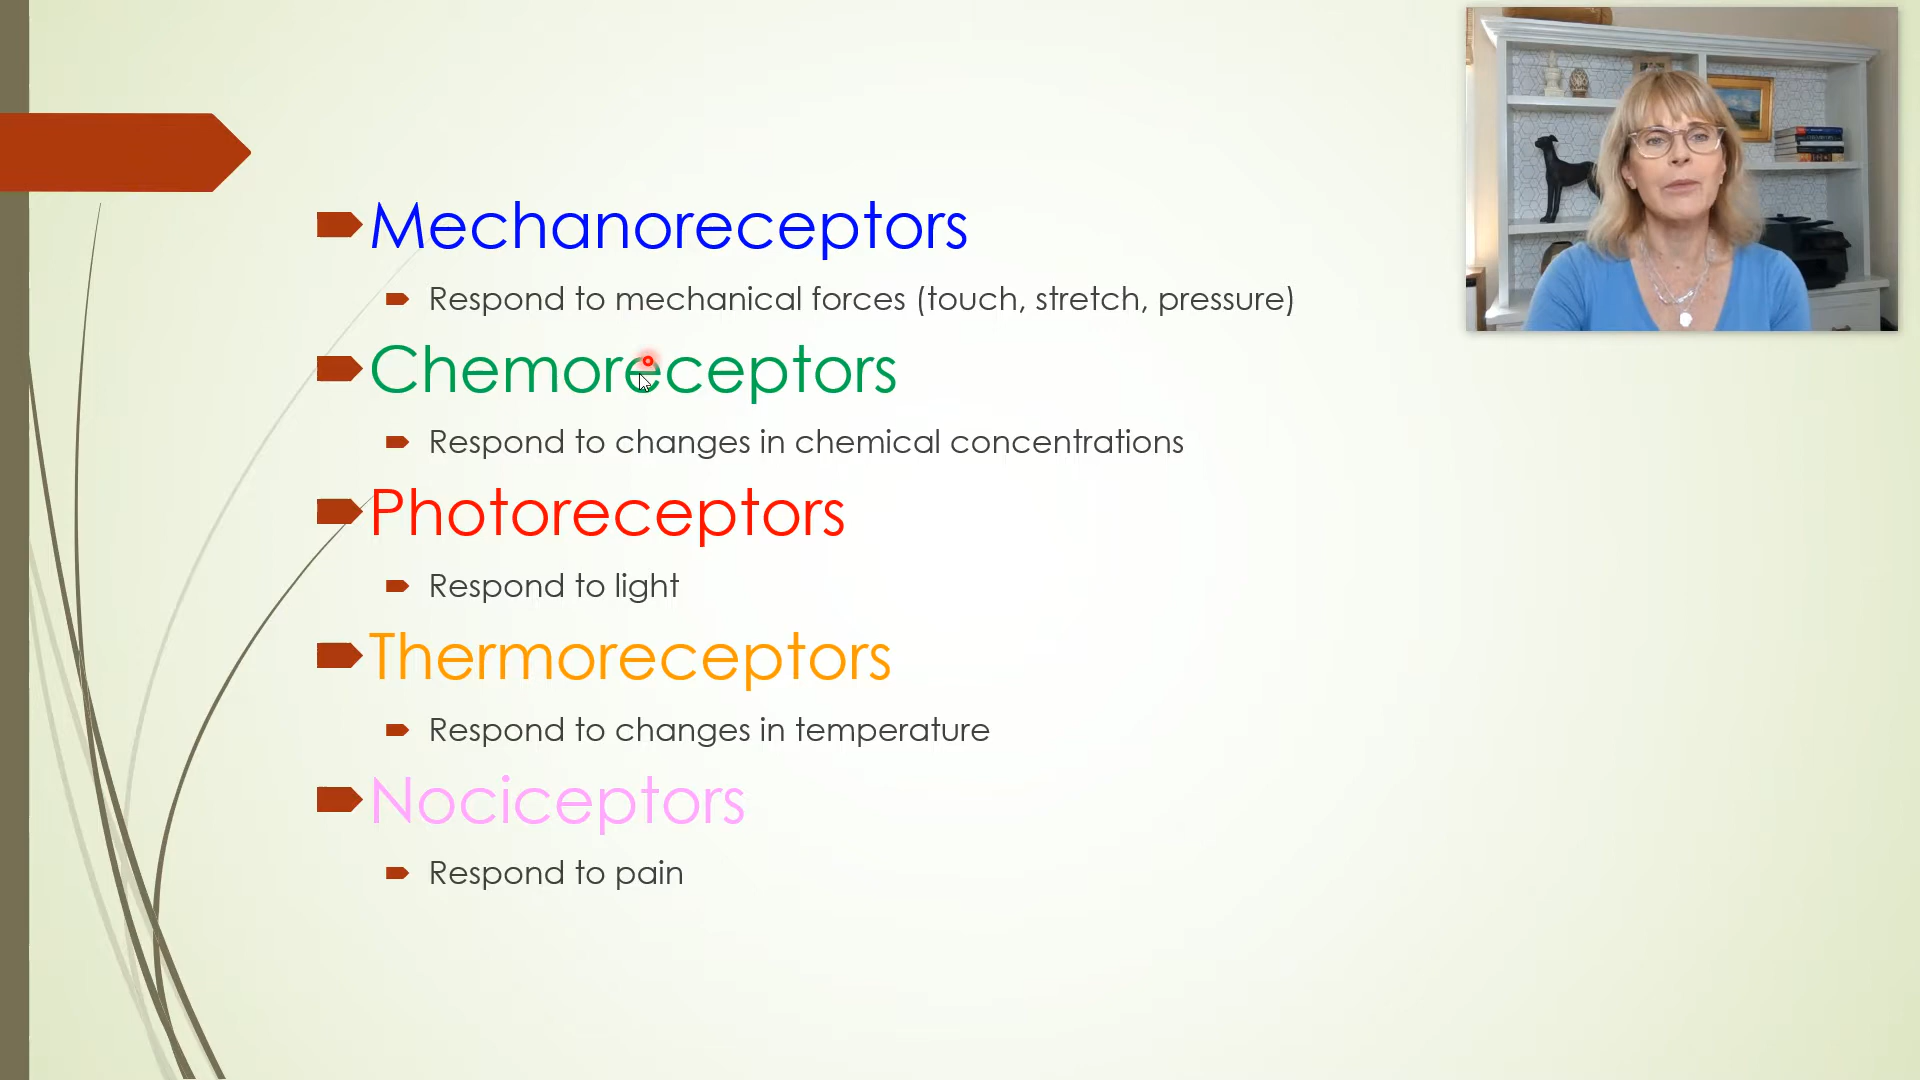 Mechanoreceptors
Respond to mechanical forces (touch, stretch, pressure)
Chemoreceptors
Respond to changes in chemical concentrations
Photoreceptors
Respond to light
Thermoreceptors
Respond to changes in temperature
Nociceptors
Respond to pain